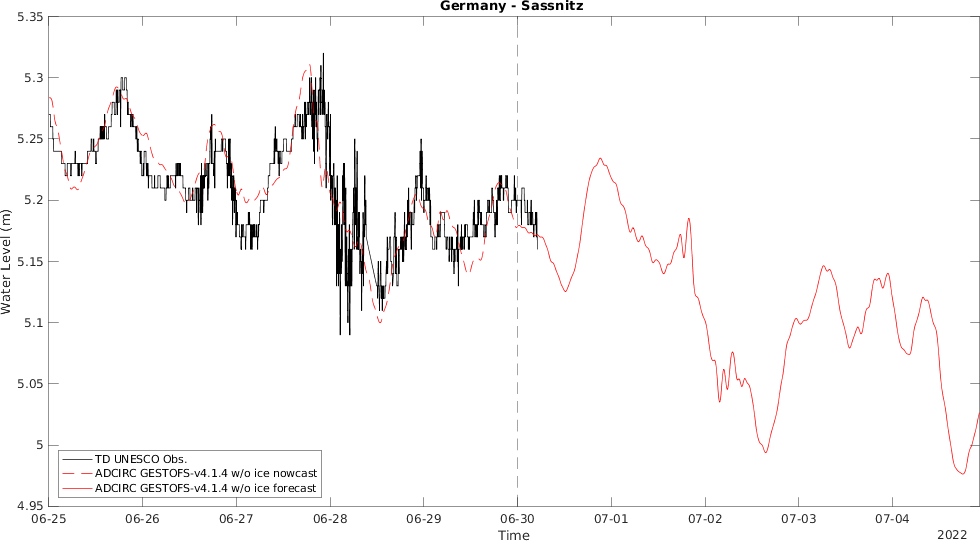 Germany - Sassnitz
5.35
5.3
5.25
5.2
5.15
5.1
5.05
5
4.95
Water Level (m)
TD UNESCO Obs.
ADCIRC GESTOFS-v4.1.4 w/o ice nowcast
ADCIRC GESTOFS-v4.1.4 w/o ice forecast
06-25 06-26 06-27 06-28 06-29 06-30 07-01 07-02 07-03 07-04
Time
2022